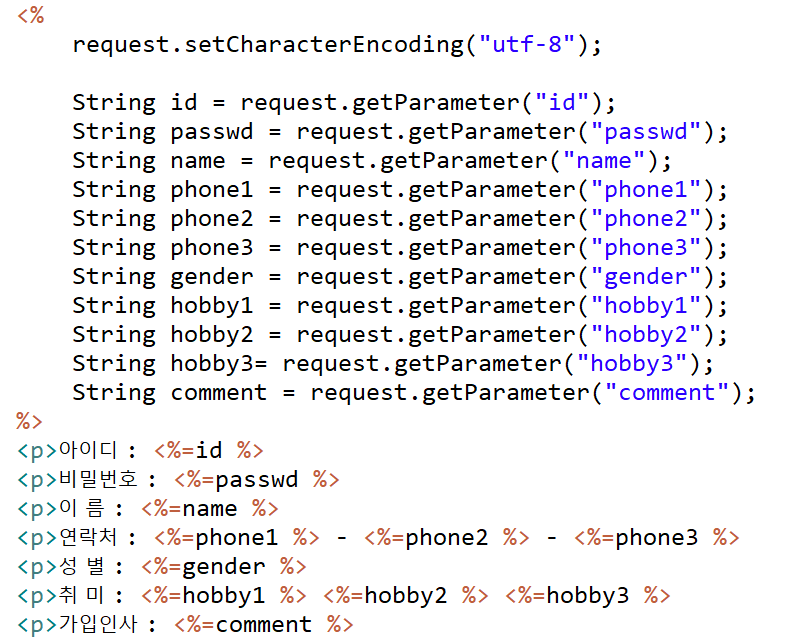 <%
request.setCharacterEncoding("utf-8");
String id = request.getParameter("id");
String passwd = request.getParameter("passwd");
String name = request.getParameter("name");
String phone1 = request.getParameter("phone1");
String phone2 = request.getParameter("phone2");
String phone3 = request.getParameter("phone3");
String gender = request.getParameter("gender");
String hobby1 = request.getParameter("hobby1");
String hobby2 = request.getParameter("hobby2");
String hobby3= request.getParameter("hobby3");
String comment = request.getParameter("comment");
%>
<p>아이디 : <%=id %>
<p>비밀번호 : <%=passwd %>
<p>이 름 : <%=name %>
<p>연락처 : <%=phone1 %> - <%=phone2 %> - <%=phone3 %>
<p>성 별 : <%=gender %>
<p>취 미 : <%=hobby1 %> <%=hobby2 %> <%=hobby3 %>
<p>가입인사 : <%=comment %>